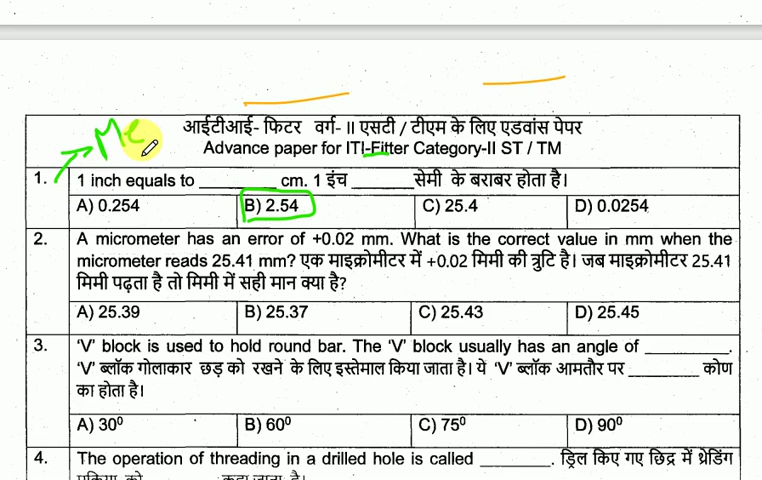 Me
आईटीआई- फिटर वर्ग- II एसटी / टीएम के लिए एडवांस पेपर
Advance paper for ITI-Fitter Category-II ST / TM
1. 1 inch equals to ________ cm. 1 इंच ________ सेमी के बराबर होता है।
A) 0.254 B) 2.54 C) 25.4 D) 0.0254
2. A micrometer has an error of +0.02 mm. What is the correct value in mm when the
micrometer reads 25.41 mm? एक माइक्रोमीटर में +0.02 मिमी की त्रुटि है। जब माइक्रोमीटर 25.41
मिमी पढ़ता है तो मिमी में सही मान क्या है?
A) 25.39 B) 25.37 C) 25.43 D) 25.45
3. ‘V’ block is used to hold round bar. The ‘V’ block usually has an angle of ________.
‘V’ ब्लॉक गोलाकार छड़ को रखने के लिए इस्तेमाल किया जाता है। ये ‘V’ ब्लॉक आमतौर पर ________ कोण
का होता है।
A) 30⁰ B) 60⁰ C) 75⁰ D) 90⁰
4. The operation of threading in a drilled hole is called ________. ड्रिल किए गए छिद्र में थ्रेडिंग